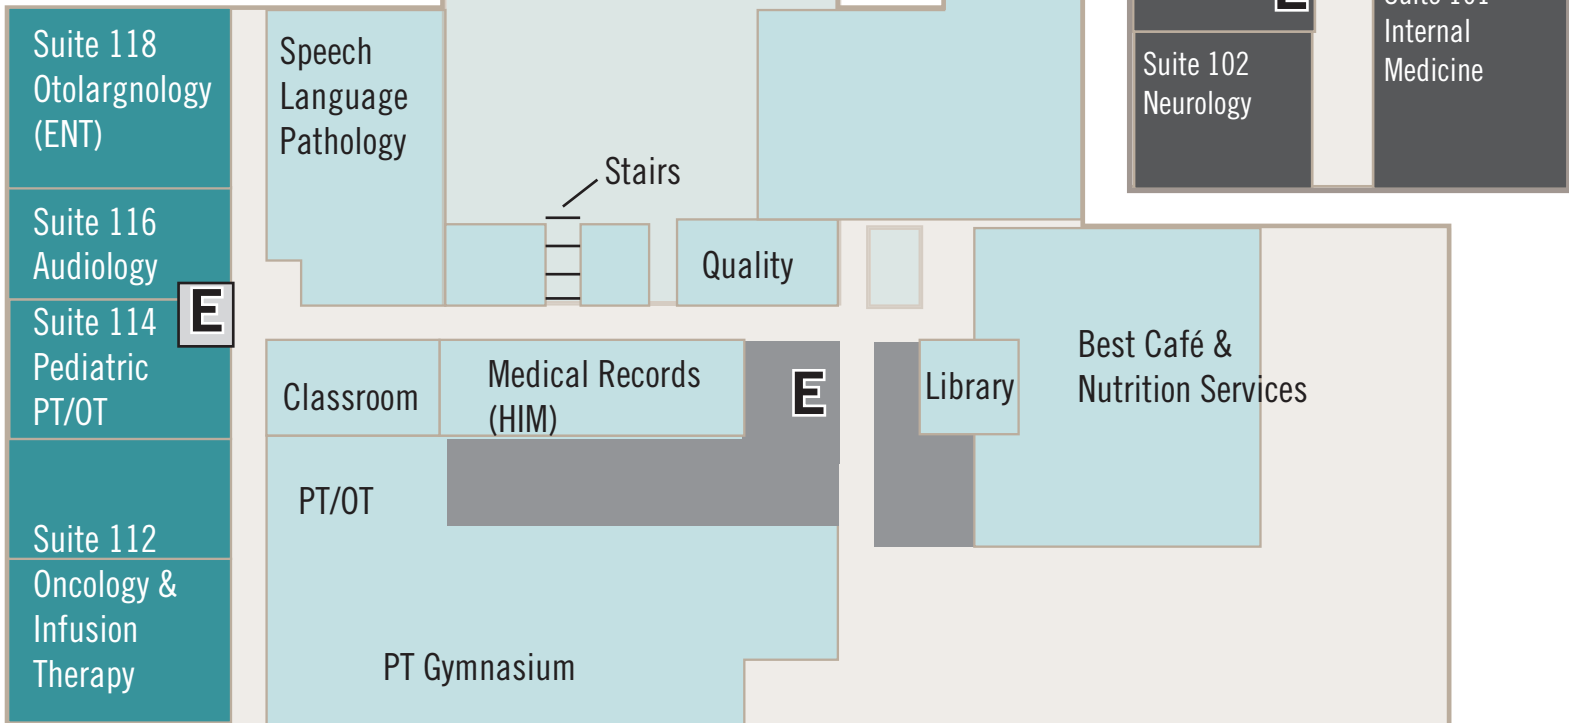 Suite 118
Otolargnology
(ENT)
Suite 116
Audiology
E
Suite 114
Pediatric
PT/OT
Suite 112
Oncology &
Infusion
Therapy
Speech
Language
Pathology
Stairs
Quality
Classroom
Medical Records
(HIM)
E
Library
Best Café &
Nutrition Services
PT/OT
PT Gymnasium
E
Suite 102
Neurology
Suite 101
Internal
Medicine